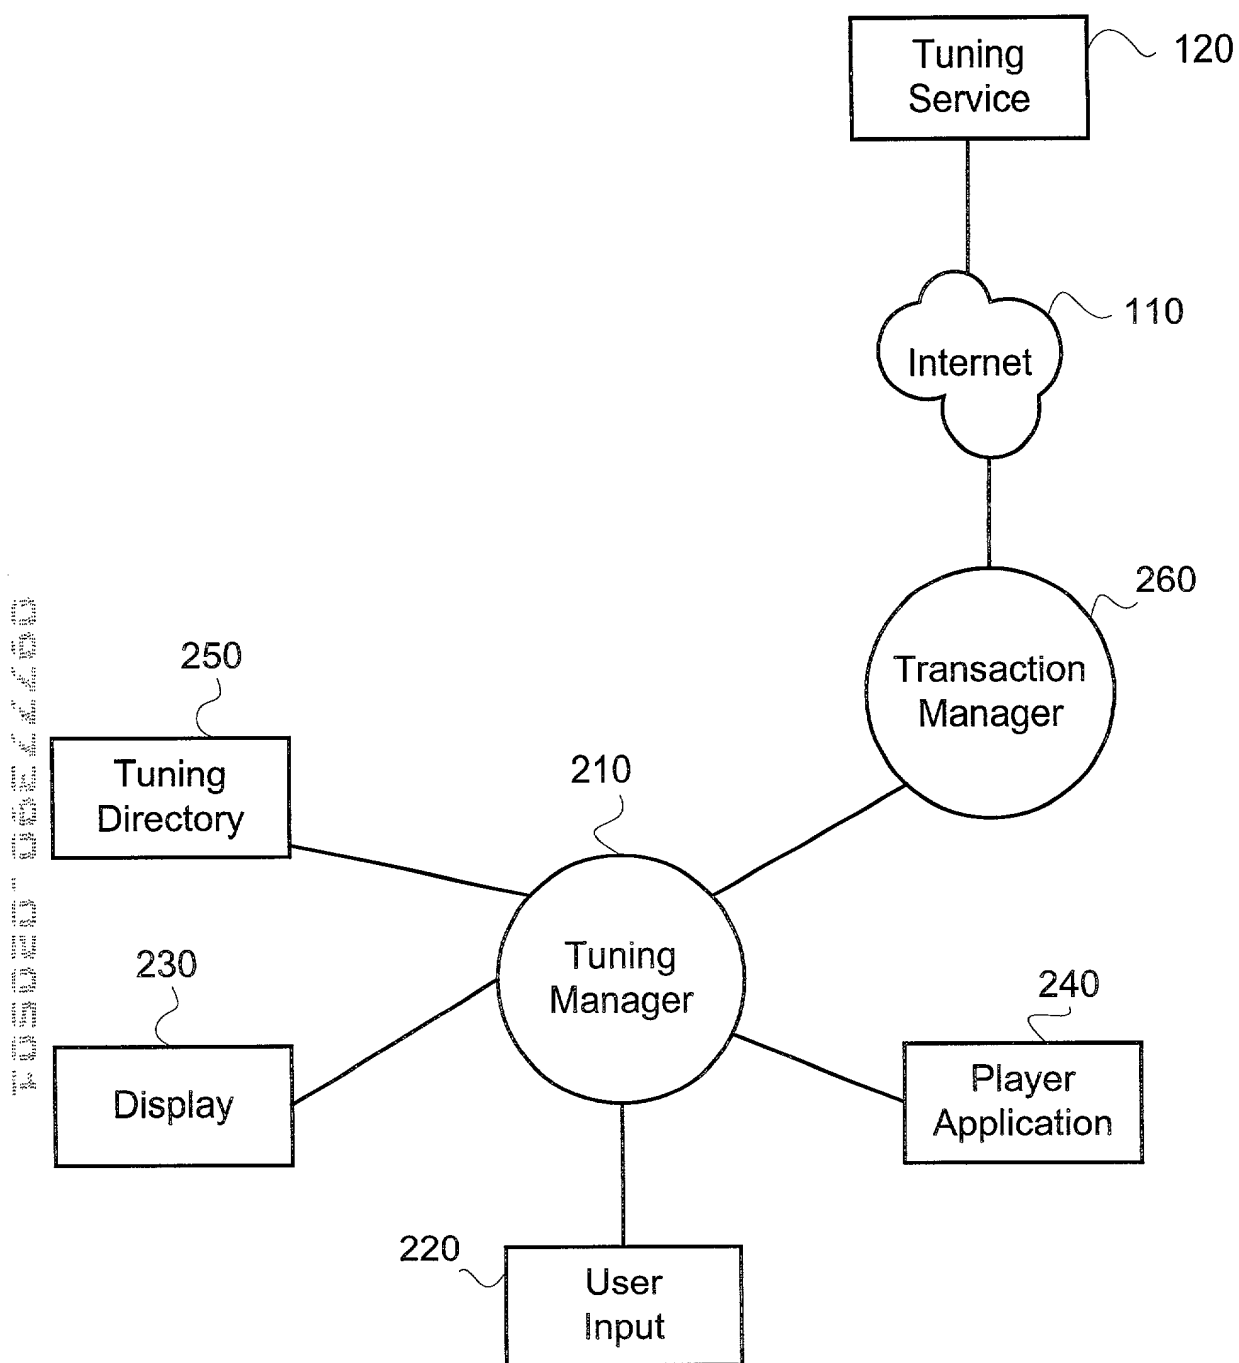 Tuning
Service
120
110
Internet
260
Transaction
Manager
250
Tuning
Directory
210
Tuning
Manager
230
Display
240
Player
Application
220
User
Input